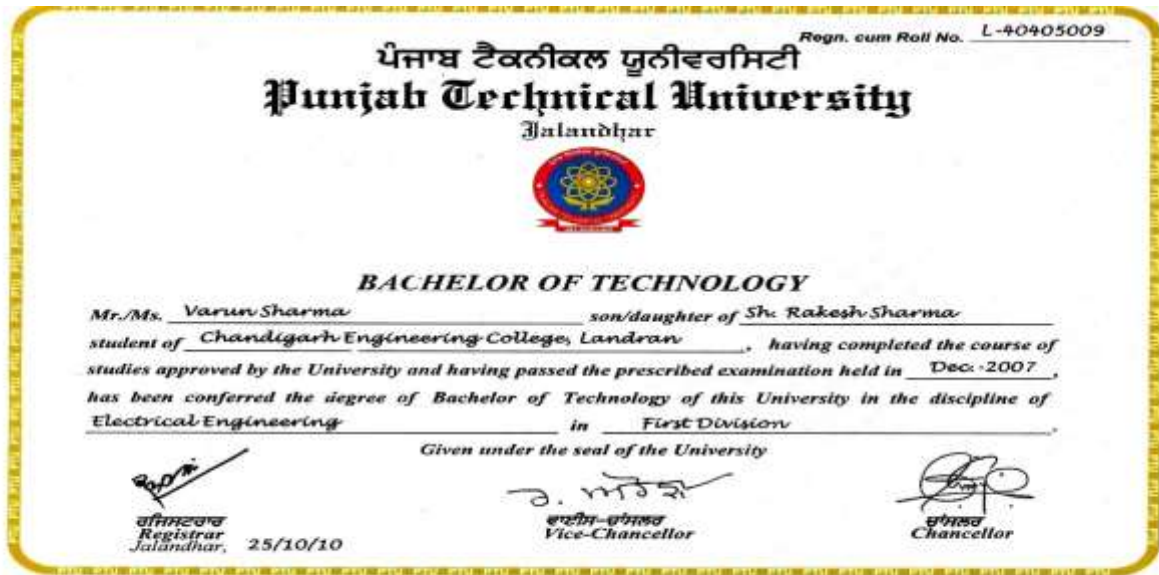 Regn. cum Roll No. L-40405009
ਪੰਜਾਬ ਟੈਕਨੀਕਲ ਯੂਨੀਵਰਸਿਟੀ
Punjab Technical University
Jalandhar
BACHELOR OF TECHNOLOGY
Mr./Ms. Varun Sharma son/daughter of Sh. Rakesh Sharma
student of Chandigarh Engineering College, Landran, having completed the course of
studies approved by the University and having passed the prescribed examination held in Dec.-2007,
has been conferred the degree of Bachelor of Technology of this University in the discipline of
Electrical Engineering in First Division.
Given under the seal of the University
ਰਜਿਸਟਰਾਰ ਵਾਈਸ-ਚਾਂਸਲਰ ਚਾਂਸਲਰ
Registrar Vice-Chancellor Chancellor
Jalandhar, 25/10/10